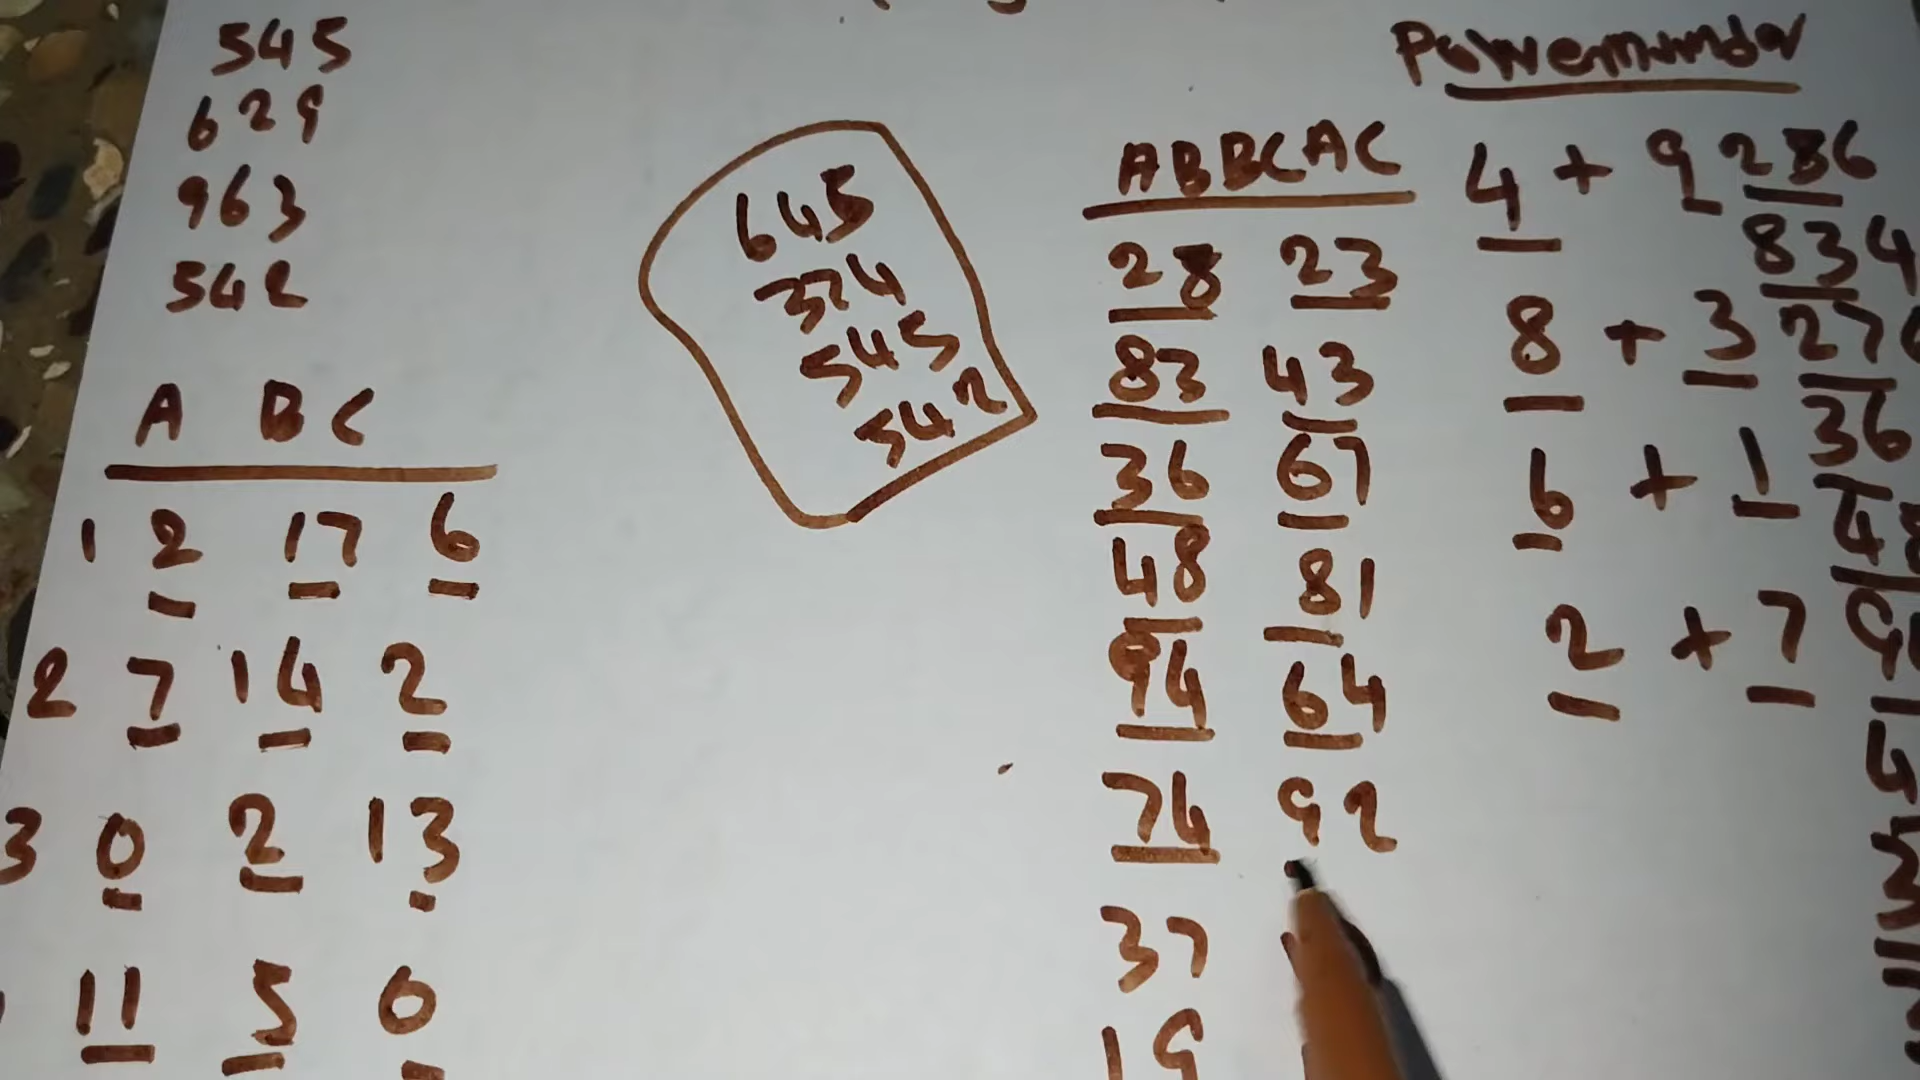 545
629
963
542
A B C
1 2 17 6
2 7 14 2
3 0 2 13
11 5 0
645
374
545
542
ABBCAC
28 23
83 43
36 67
48 81
94 64
74 92
37
19
Powernumber
4 + 9 236
834
8 + 3 276
36
6 + 1
2 + 7